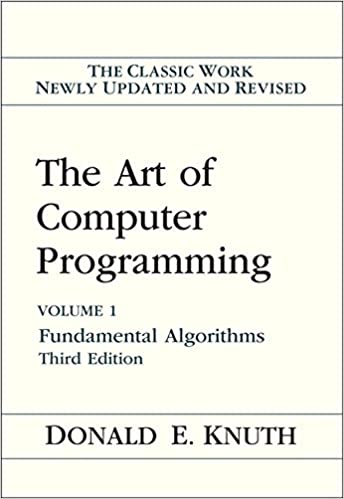 THE CLASSIC WORK
NEWLY UPDATED AND REVISED
The Art of
Computer
Programming
VOLUME 1
Fundamental Algorithms
Third Edition
DONALD E. KNUTH